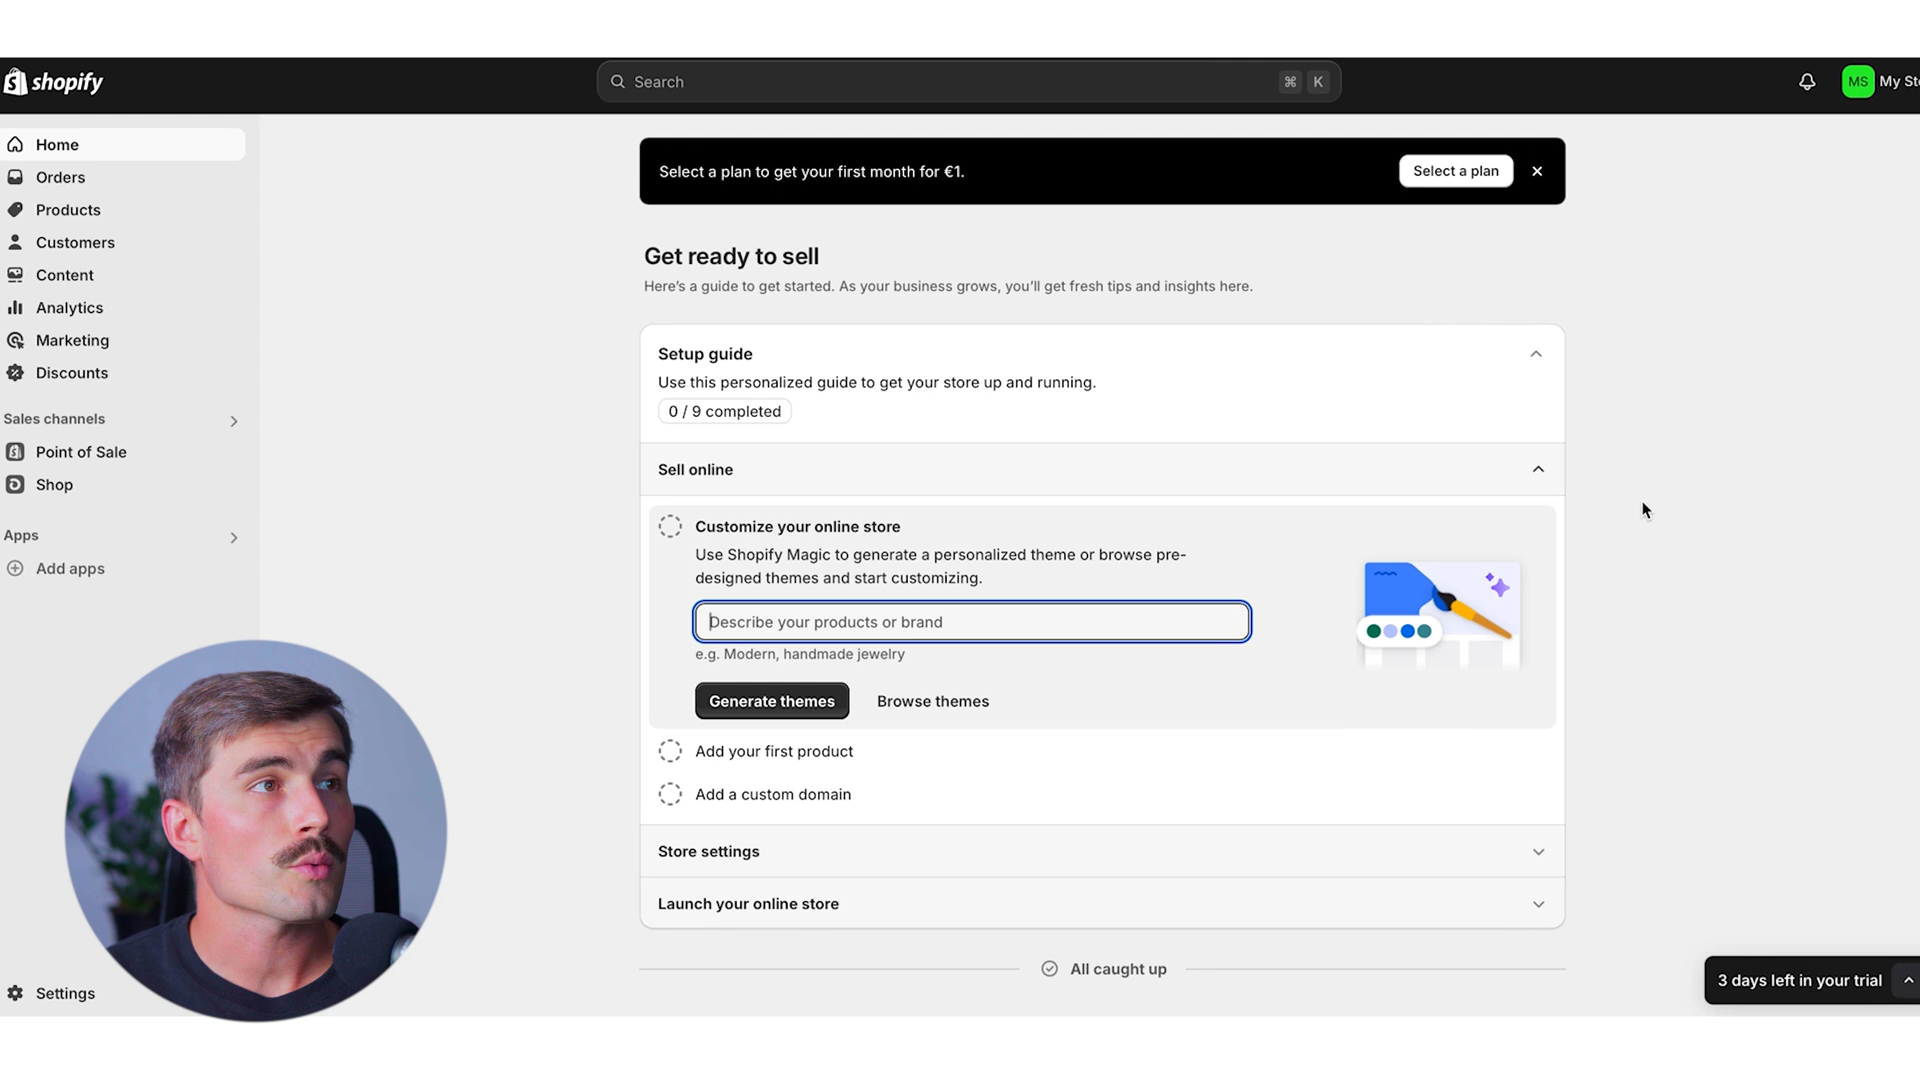 shopify
Search
⌘ K
MS My Sto
Home
Orders
Products
Customers
Content
Analytics
Marketing
Discounts
Sales channels
Point of Sale
Shop
Apps
Add apps
Settings
Select a plan to get your first month for €1.
Select a plan
Get ready to sell
Here's a guide to get started. As your business grows, you'll get fresh tips and insights here.
Setup guide
Use this personalized guide to get your store up and running.
0 / 9 completed
Sell online
Customize your online store
Use Shopify Magic to generate a personalized theme or browse pre-
designed themes and start customizing.
Describe your products or brand
e.g. Modern, handmade jewelry
Generate themes
Browse themes
Add your first product
Add a custom domain
Store settings
Launch your online store
All caught up
3 days left in your trial